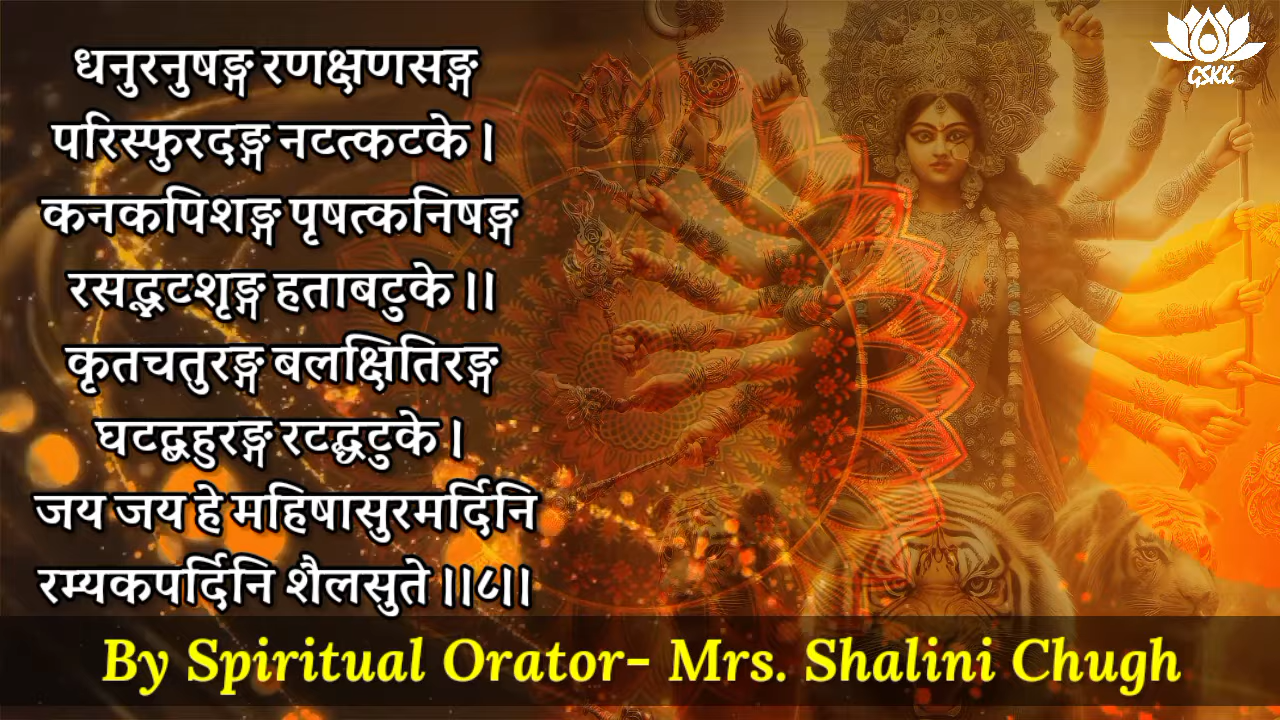 GSKK
धनुरनुषङ्ग रणक्षणसङ्ग
परिस्फुरदङ्ग नटत्कटके ।
कनकपिशङ्ग पृषत्कनिषङ्ग
रसद्भटशृङ्ग हताबटुके ।।
कृतचतुरङ्ग बलक्षितिरङ्ग
घटद्बहुरङ्ग रटद्धटुके ।
जय जय हे महिषासुरमर्दिनि
रम्यकपर्दिनि शैलसुते ।।८।।
By Spiritual Orator- Mrs. Shalini Chugh